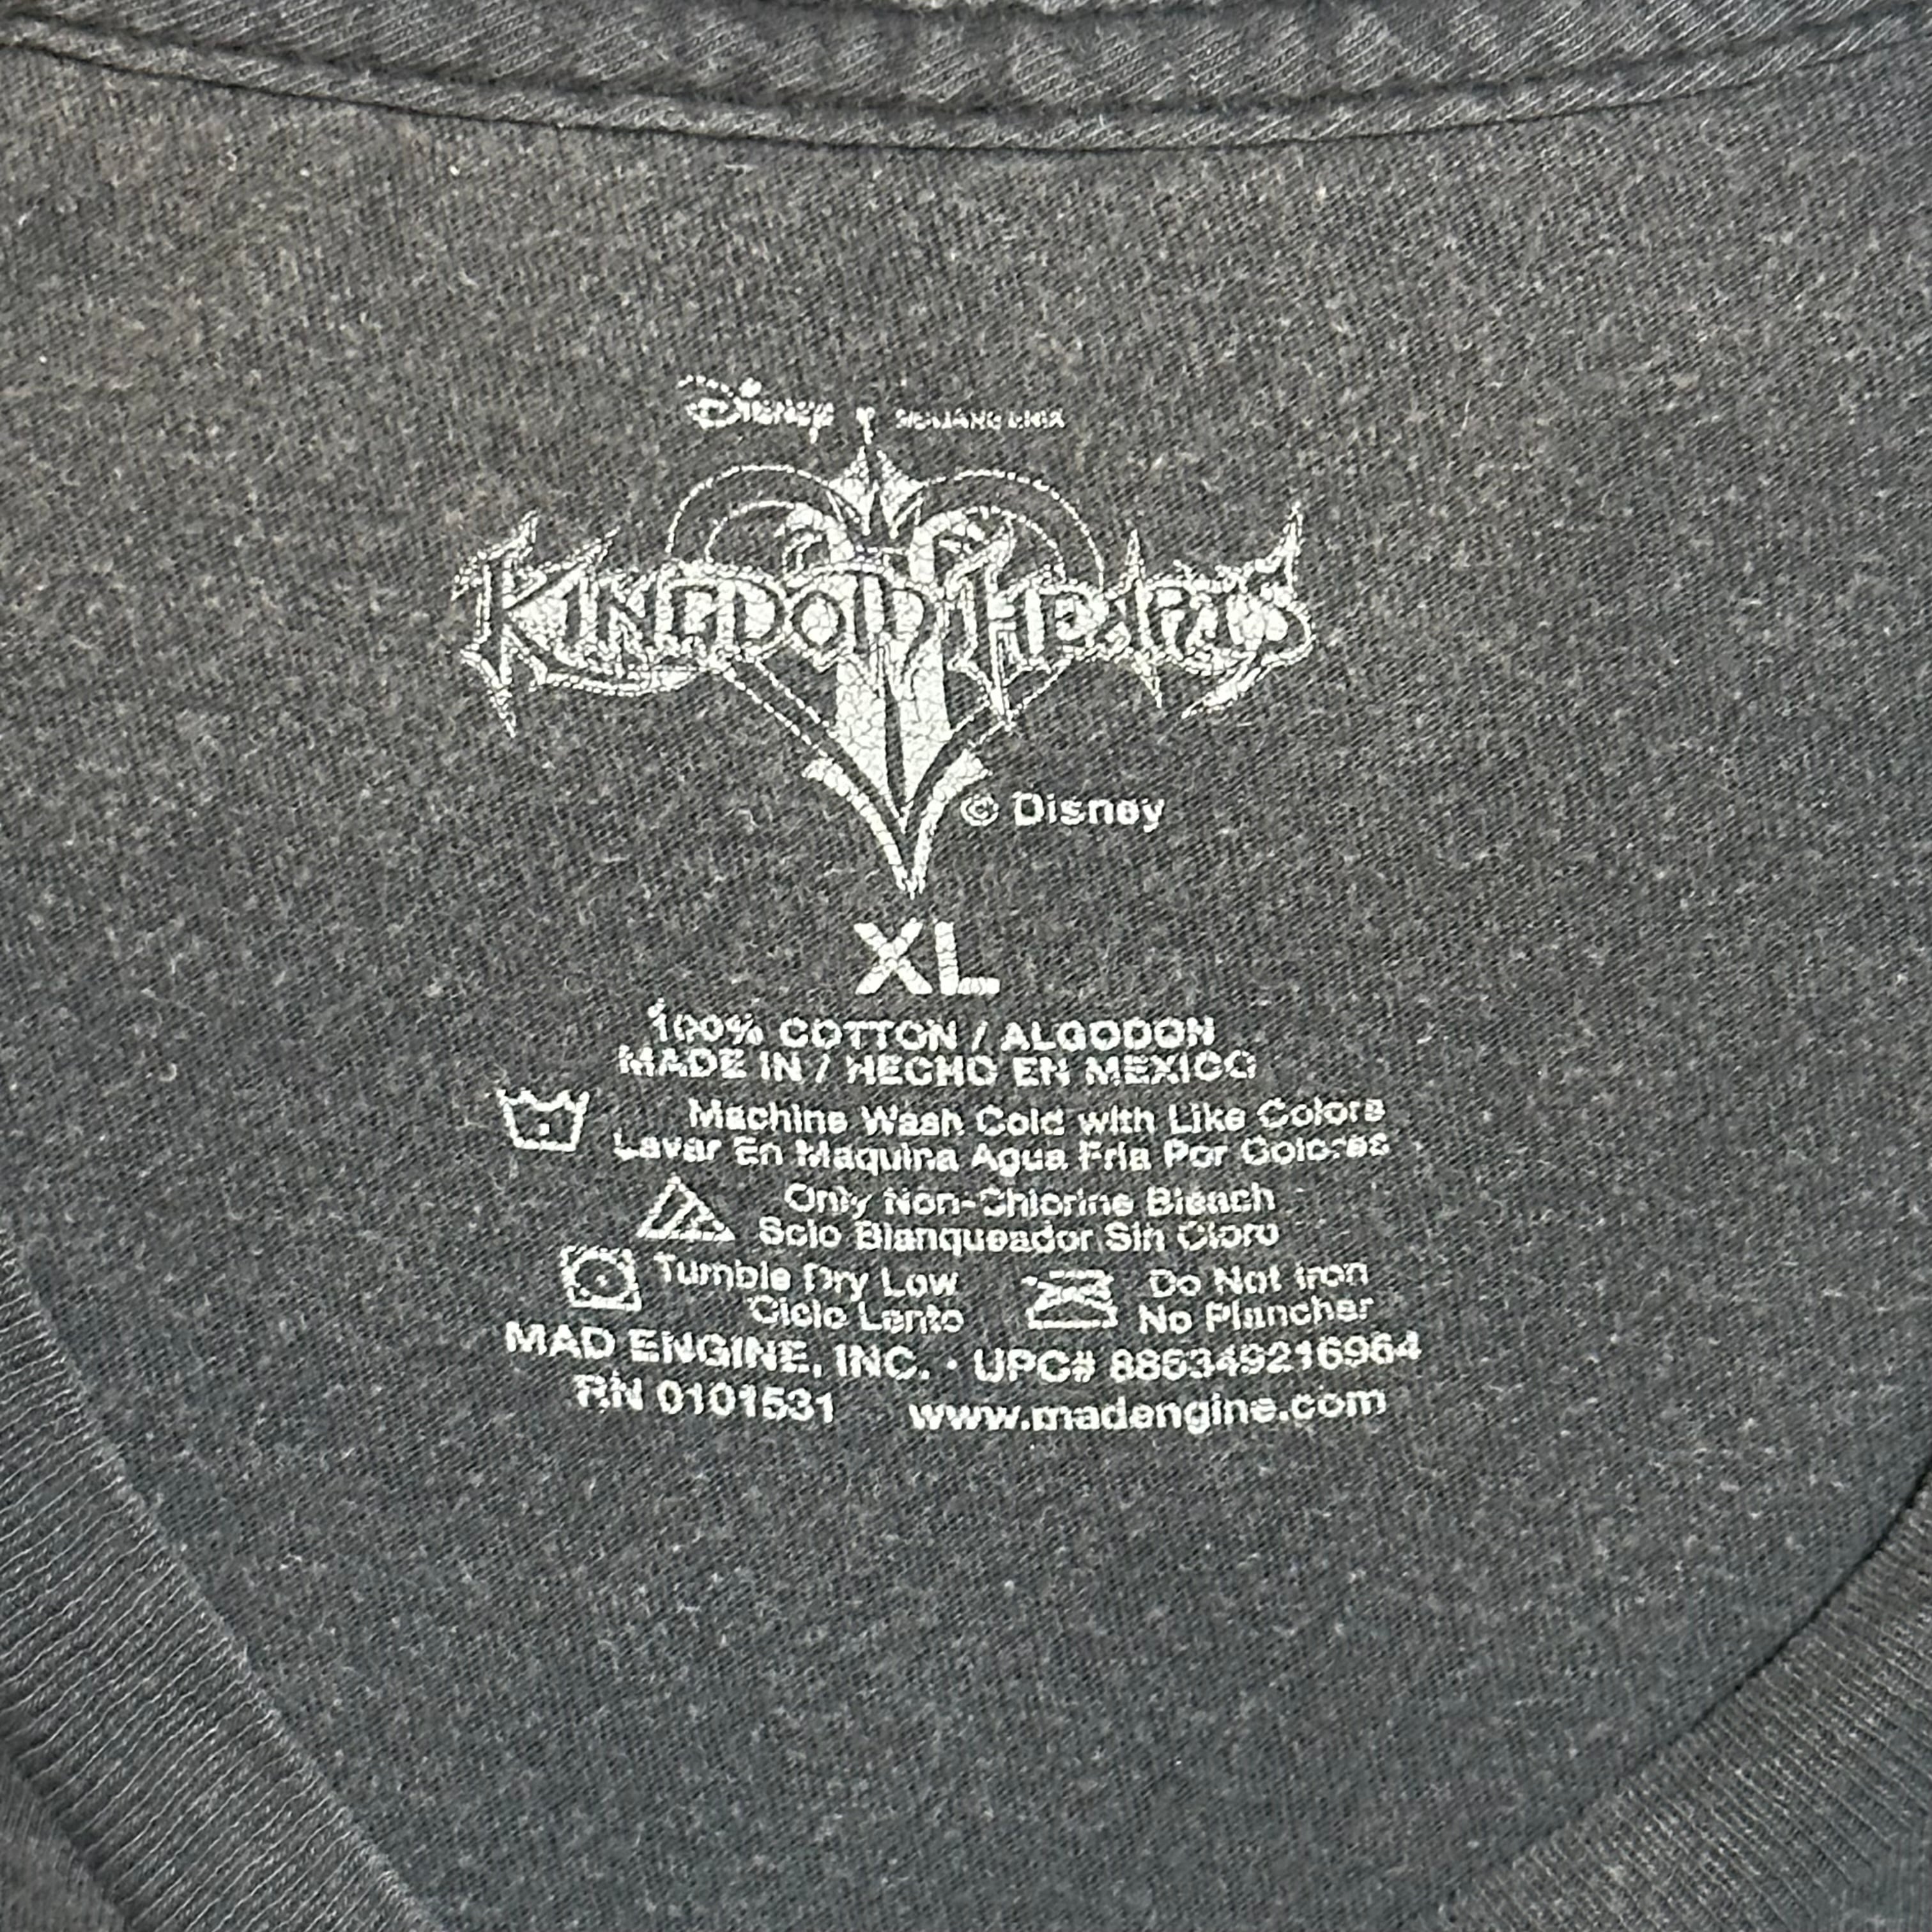 Disney SQUARE ENIX
KINGDOM HEARTS
II
© Disney
XL
100% COTTON / ALGODON
MADE IN / HECHO EN MEXICO
Machine Wash Cold with Like Colors
Lavar En Maquina Agua Fria Por Colores
Only Non-Chlorine Bleach
Solo Blanqueador Sin Cloro
Tumble Dry Low
Ciclo Lento
Do Not Iron
No Planchar
MAD ENGINE, INC. · UPC# 886349216964
RN 0101531 www.madengine.com